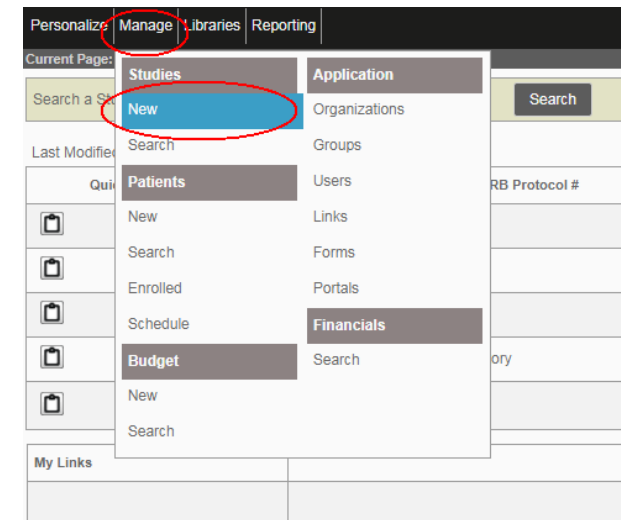 Personalize Manage Libraries Reporting
Current Page:
Studies Application
Search a St New Organizations Search
Last Modified Search Groups
Qui Patients Users RB Protocol #
New Links
Search Forms
Enrolled Portals
Schedule Financials
Budget Search ory
New
Search
My Links